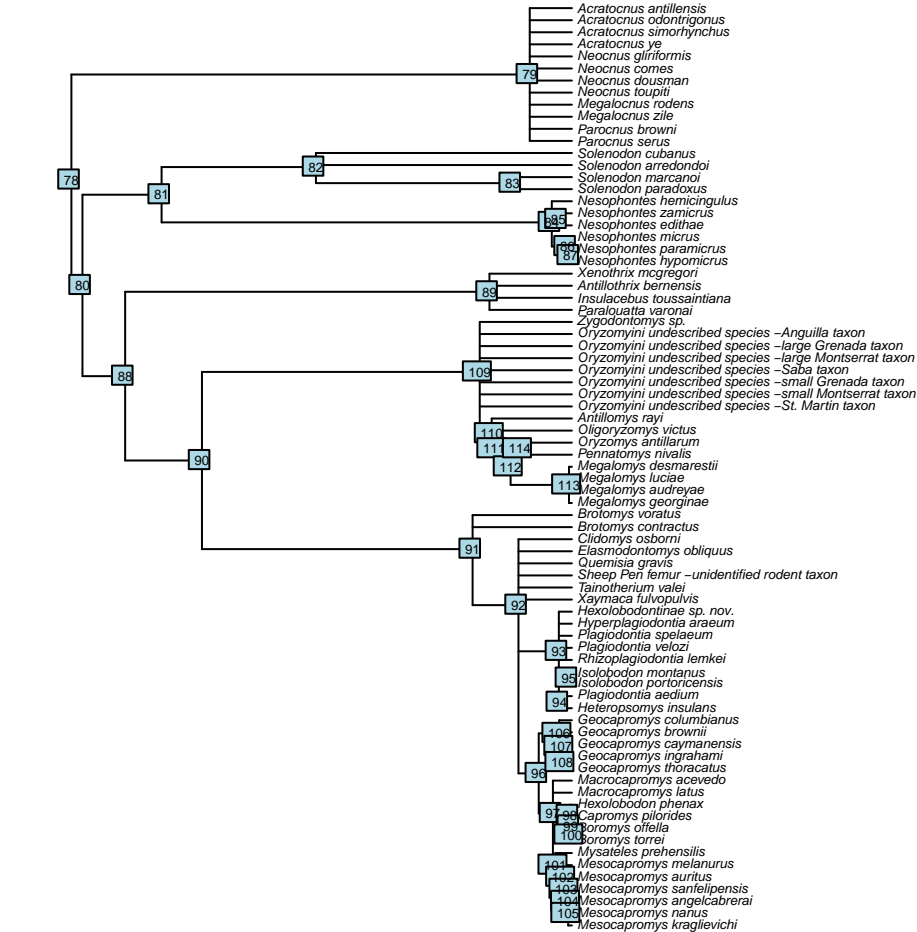 Acratocnus antillensis
Acratocnus odontrigonus
Acratocnus simorhynchus
Acratocnus ye
Neocnus gliriformis
Neocnus comes
79
Neocnus dousman
Neocnus toupiti
Megalocnus rodens
Megalocnus zile
Parocnus browni
Parocnus serus
Solenodon cubanus
82
Solenodon arredondoi
78
Solenodon marcanoi
83
Solenodon paradoxus
81
Nesophontes hemicingulus
Nesophontes zamicrus
84
85
Nesophontes edithae
Nesophontes micrus
86
Nesophontes paramicrus
87
Nesophontes hypomicrus
Xenothrix mcgregori
80
Antillothrix bernensis
89
Insulacebus toussaintiana
Paralouatta varonai
Zygodontomys sp.
Oryzomyini undescribed species −Anguilla taxon
Oryzomyini undescribed species −large Grenada taxon
Oryzomyini undescribed species −large Montserrat taxon
88
109
Oryzomyini undescribed species −Saba taxon
Oryzomyini undescribed species −small Grenada taxon
Oryzomyini undescribed species −small Montserrat taxon
Oryzomyini undescribed species −St. Martin taxon
Antillomys rayi
110
Oligoryzomys victus
Oryzomys antillarum
111
114
Pennatomys nivalis
90
112
Megalomys desmarestii
Megalomys luciae
113
Megalomys audreyae
Megalomys georginae
Brotomys voratus
Brotomys contractus
Clidomys osborni
91
Elasmodontomys obliquus
Quemisia gravis
Sheep Pen femur −unidentified rodent taxon
Tainotherium valei
92
Xaymaca fulvopulvis
Hexolobodontinae sp. nov.
Hyperplagiodontia araeum
Plagiodontia spelaeum
93
Plagiodontia velozi
Rhizoplagiodontia lemkei
95
Isolobodon montanus
Isolobodon portoricensis
94
Plagiodontia aedium
Heteropsomys insulans
Geocapromys columbianus
106
Geocapromys brownii
107
Geocapromys caymanensis
108
Geocapromys ingrahami
96
Geocapromys thoracatus
Macrocapromys acevedo
Macrocapromys latus
Hexolobodon phenax
97
98
Capromys pilorides
99
Boromys offella
100
Boromys torrei
Mysateles prehensilis
101
Mesocapromys melanurus
102
Mesocapromys auritus
103
Mesocapromys sanfelipensis
104
Mesocapromys angelcabrerai
105
Mesocapromys nanus
Mesocapromys kraglievichi